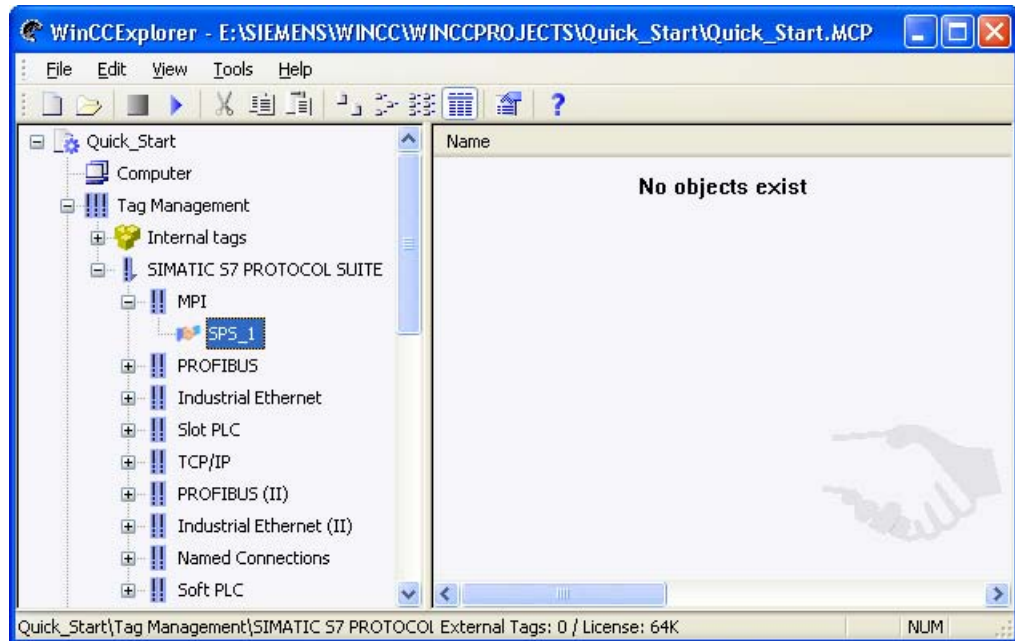 WinCCExplorer - E:\SIEMENS\WINCC\WINCCPROJECTS\Quick_Start\Quick_Start.MCP
File Edit View Tools Help
Quick_Start
Computer
Tag Management
Internal tags
SIMATIC S7 PROTOCOL SUITE
MPI
SPS_1
PROFIBUS
Industrial Ethernet
Slot PLC
TCP/IP
PROFIBUS (II)
Industrial Ethernet (II)
Named Connections
Soft PLC
Name
No objects exist
Quick_Start\Tag Management\SIMATIC S7 PROTOCOL External Tags: 0 / License: 64K NUM